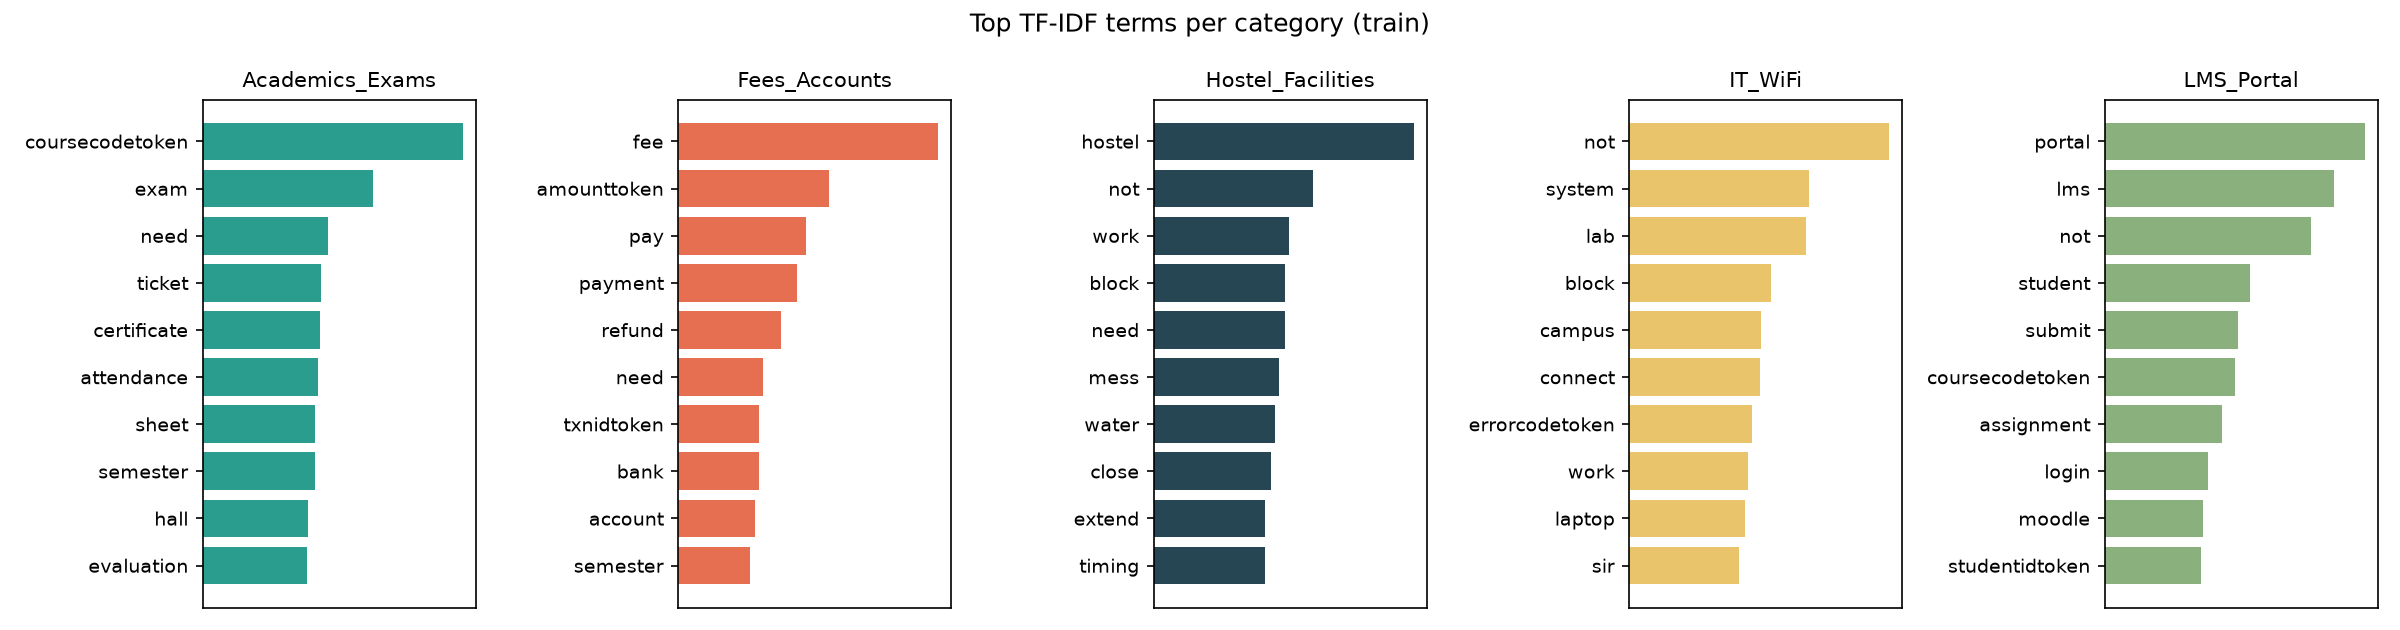 Top TF-IDF terms per category (train)
Academics_Exams
coursecodetoken
exam
need
ticket
certificate
attendance
sheet
semester
hall
evaluation
Fees_Accounts
fee
amounttoken
pay
payment
refund
need
txnidtoken
bank
account
semester
Hostel_Facilities
hostel
not
work
block
need
mess
water
close
extend
timing
IT_WiFi
not
system
lab
block
campus
connect
errorcodetoken
work
laptop
sir
LMS_Portal
portal
lms
not
student
submit
coursecodetoken
assignment
login
moodle
studentidtoken